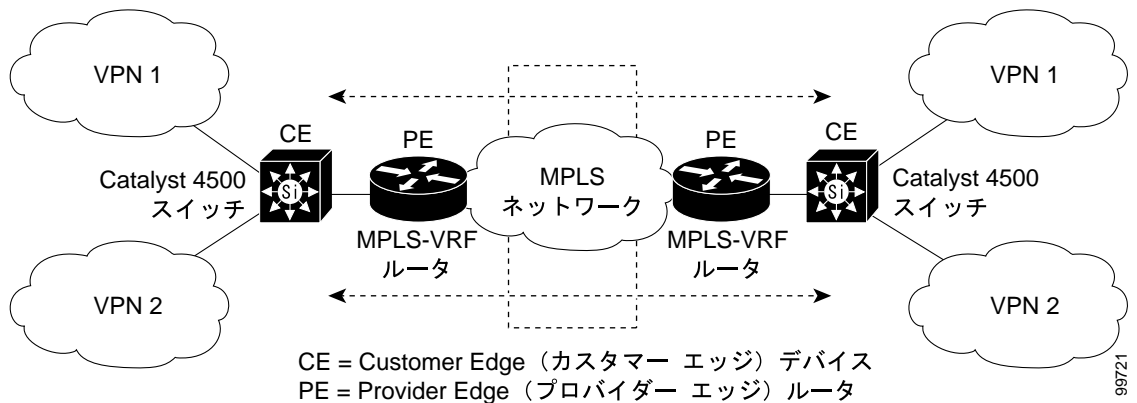 VPN 1
VPN 1
CE
PE
PE
CE
Catalyst 4500
スイッチ
Si
MPLS
ネットワーク
Si
Catalyst 4500
スイッチ
MPLS-VRF
ルータ
MPLS-VRF
ルータ
VPN 2
VPN 2
CE = Customer Edge（カスタマー エッジ）デバイス
PE = Provider Edge（プロバイダー エッジ）ルータ
99721